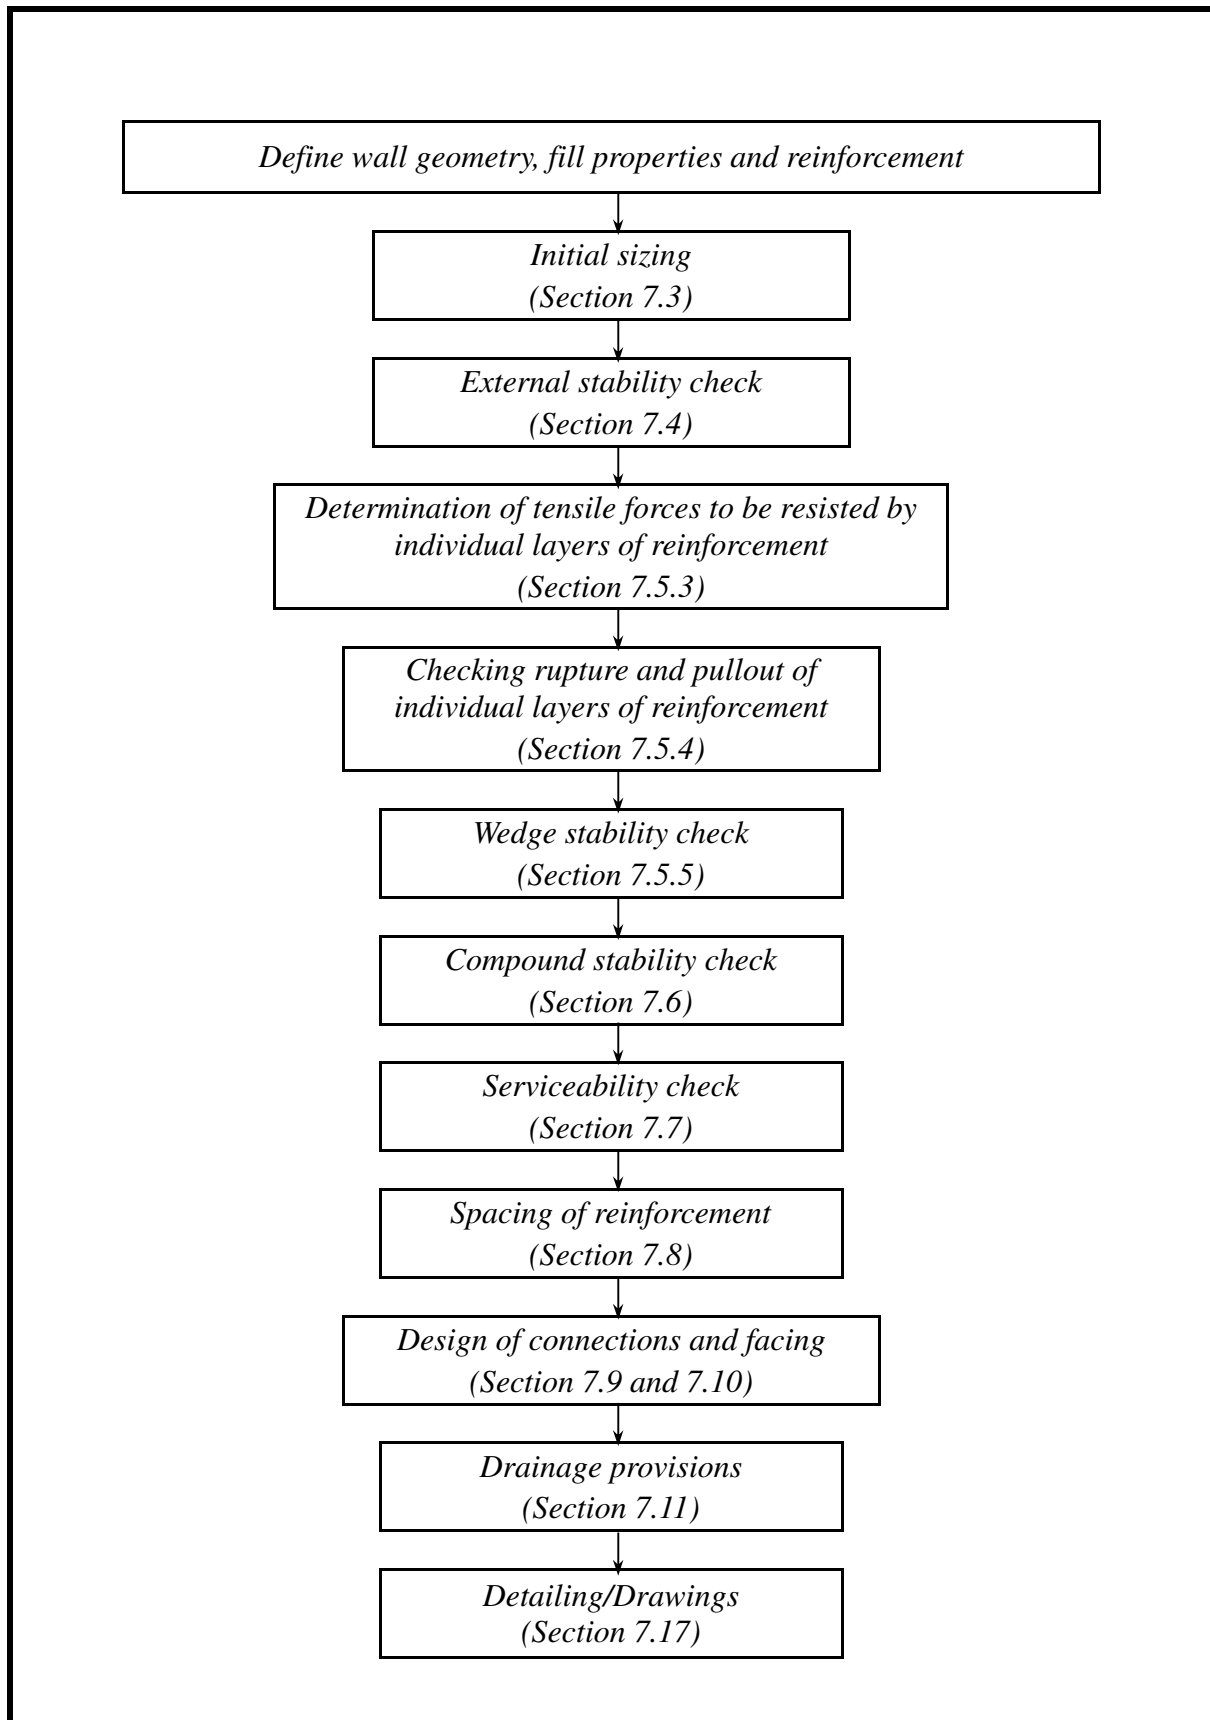 Define wall geometry, fill properties and reinforcement
Initial sizing
(Section 7.3)
External stability check
(Section 7.4)
Determination of tensile forces to be resisted by
individual layers of reinforcement
(Section 7.5.3)
Checking rupture and pullout of
individual layers of reinforcement
(Section 7.5.4)
Wedge stability check
(Section 7.5.5)
Compound stability check
(Section 7.6)
Serviceability check
(Section 7.7)
Spacing of reinforcement
(Section 7.8)
Design of connections and facing
(Section 7.9 and 7.10)
Drainage provisions
(Section 7.11)
Detailing/Drawings
(Section 7.17)